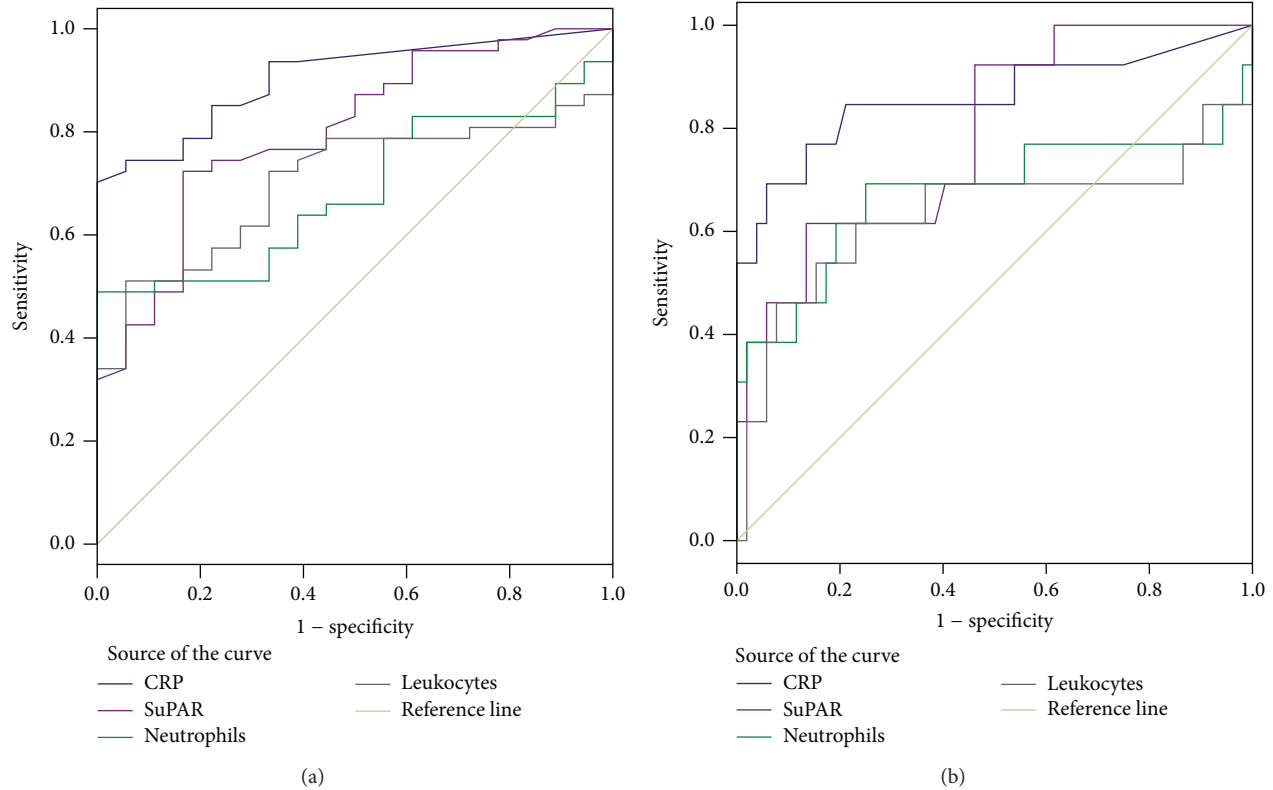 1.0
0.8
0.6
0.4
0.2
0.0
Sensitivity
0.0 0.2 0.4 0.6 0.8 1.0
1 − specificity
Source of the curve
CRP
SuPAR
Neutrophils
Leukocytes
Reference line
(a)
1.0
0.8
0.6
0.4
0.2
0.0
Sensitivity
0.0 0.2 0.4 0.6 0.8 1.0
1 − specificity
Source of the curve
CRP
SuPAR
Neutrophils
Leukocytes
Reference line
(b)